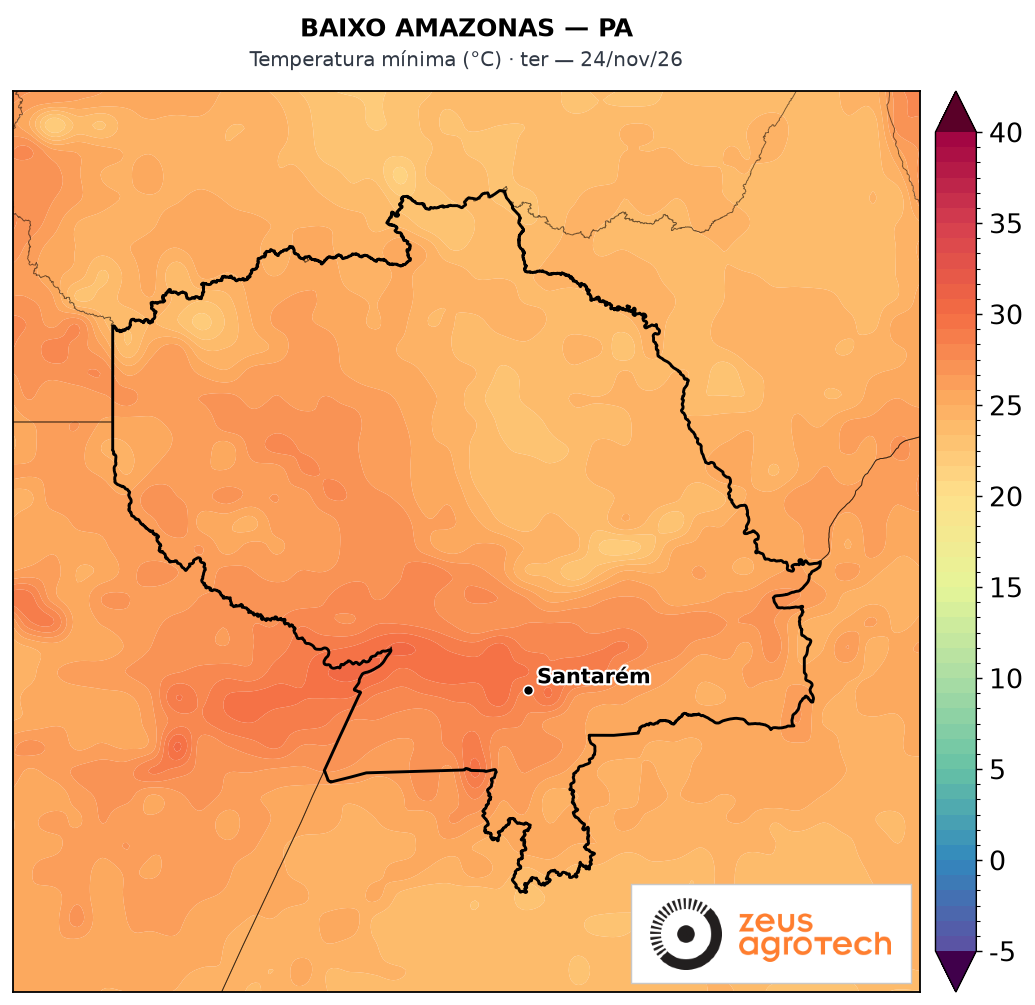 BAIXO AMAZONAS — PA
Temperatura mínima (°C) · ter — 24/nov/26
40
35
30
25
20
15
10
5
0
-5
Santarém
zeus
agrotech